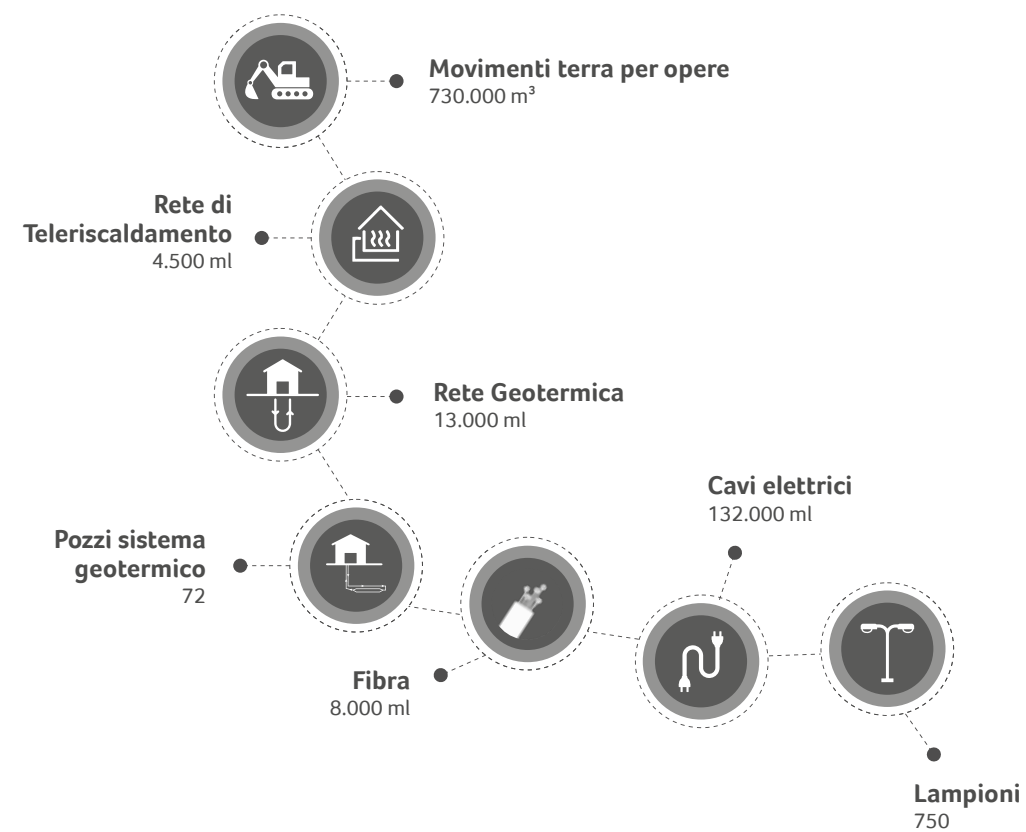 Movimenti terra per opere
730.000 m³
Rete di
Teleriscaldamento
4.500 ml
Rete Geotermica
13.000 ml
Cavi elettrici
132.000 ml
Pozzi sistema
geotermico
72
Fibra
8.000 ml
Lampioni
750